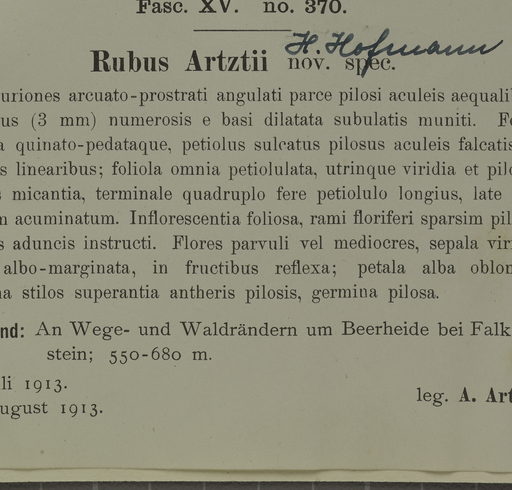 Fasc. XV. no. 370.
Rubus Artztii nov. spec. H. Hofmann
uriones arcuato-prostrati angulati parce pilosi aculeis aequali
us (3 mm) numerosis e basi dilatata subulatis muniti. Fo
a quinato-pedataque, petiolus sulcatus pilosus aculeis falcatis
s linearibus; foliola omnia petiolulata, utrinque viridia et pilo
s micantia, terminale quadruplo fere petiolulo longius, late
m acuminatum. Inflorescentia foliosa, rami floriferi sparsim pil
s aduncis instructi. Flores parvuli vel mediocres, sepala viri
albo-marginata, in fructibus reflexa; petala alba oblon
na stilos superantia antheris pilosis, germina pilosa.
nd: An Wege- und Waldrändern um Beerheide bei Falk
stein; 550-680 m.
li 1913.
ugust 1913.
leg. A. Art